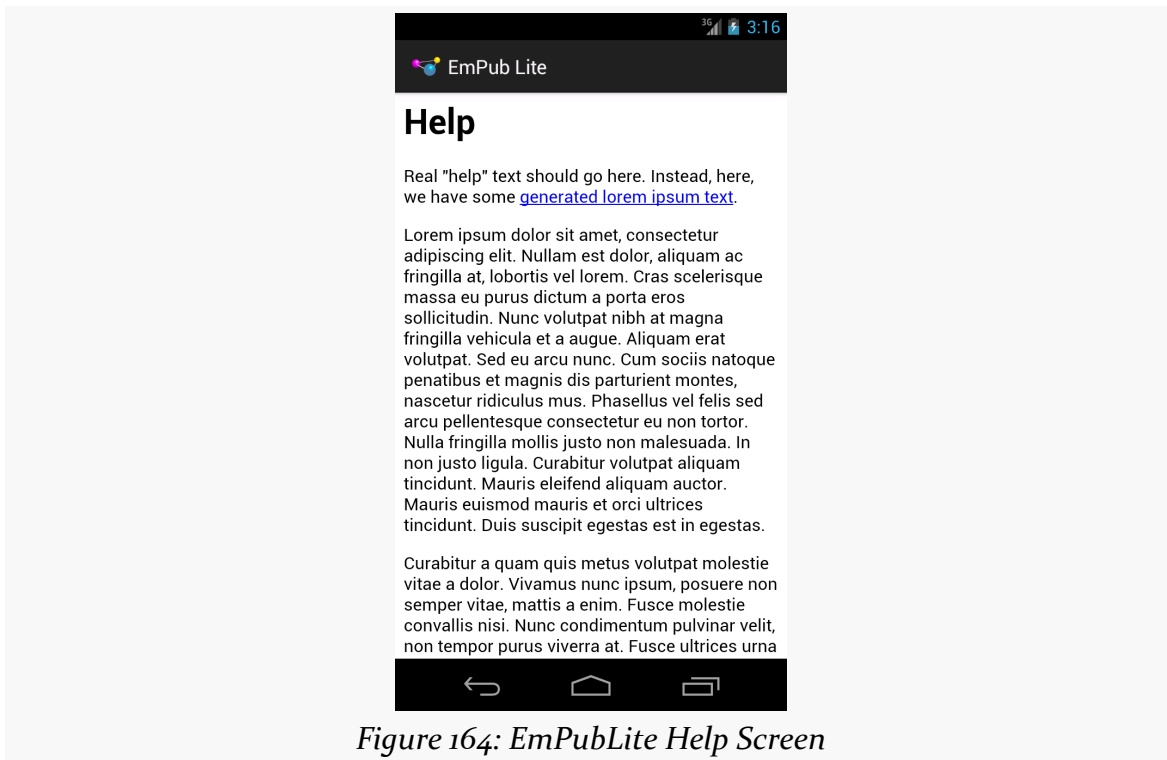 3G 3:16
EmPub Lite
Help
Real "help" text should go here. Instead, here,
we have some generated lorem ipsum text.
Lorem ipsum dolor sit amet, consectetur
adipiscing elit. Nullam est dolor, aliquam ac
fringilla at, lobortis vel lorem. Cras scelerisque
massa eu purus dictum a porta eros
sollicitudin. Nunc volutpat nibh at magna
fringilla vehicula et a augue. Aliquam erat
volutpat. Sed eu arcu nunc. Cum sociis natoque
penatibus et magnis dis parturient montes,
nascetur ridiculus mus. Phasellus vel felis sed
arcu pellentesque consectetur eu non tortor.
Nulla fringilla mollis justo non malesuada. In
non justo ligula. Curabitur volutpat aliquam
tincidunt. Mauris eleifend aliquam auctor.
Mauris euismod mauris et orci ultrices
tincidunt. Duis suscipit egestas est in egestas.
Curabitur a quam quis metus volutpat molestie
vitae a dolor. Vivamus nunc ipsum, posuere non
semper vitae, mattis a enim. Fusce molestie
convallis nisi. Nunc condimentum pulvinar velit,
non tempor purus viverra at. Fusce ultrices urna
Figure 164: EmPubLite Help Screen